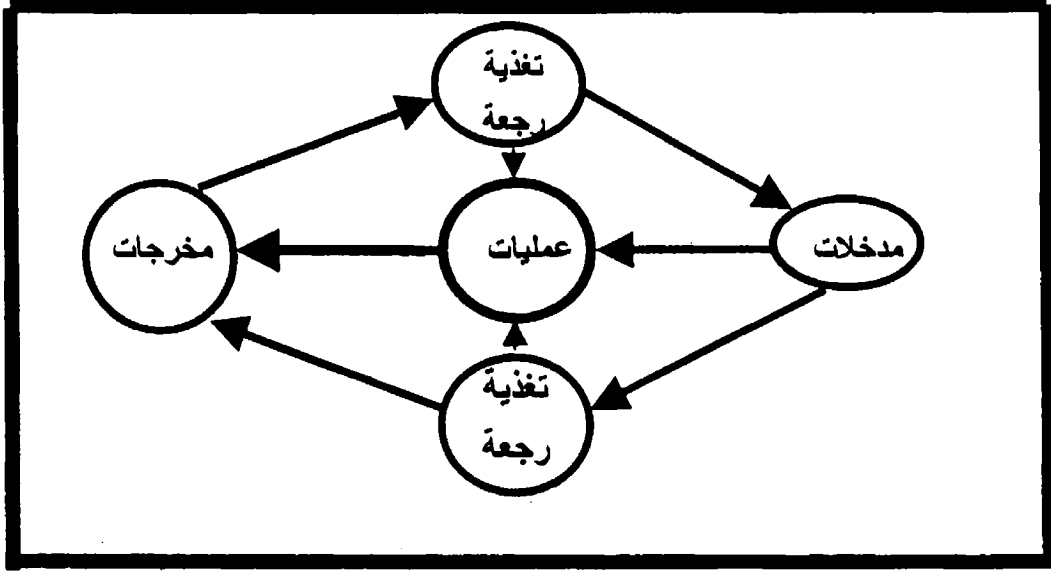 تغذية
رجعة
مدخلات
عمليات
مخرجات
تغذية
رجعة